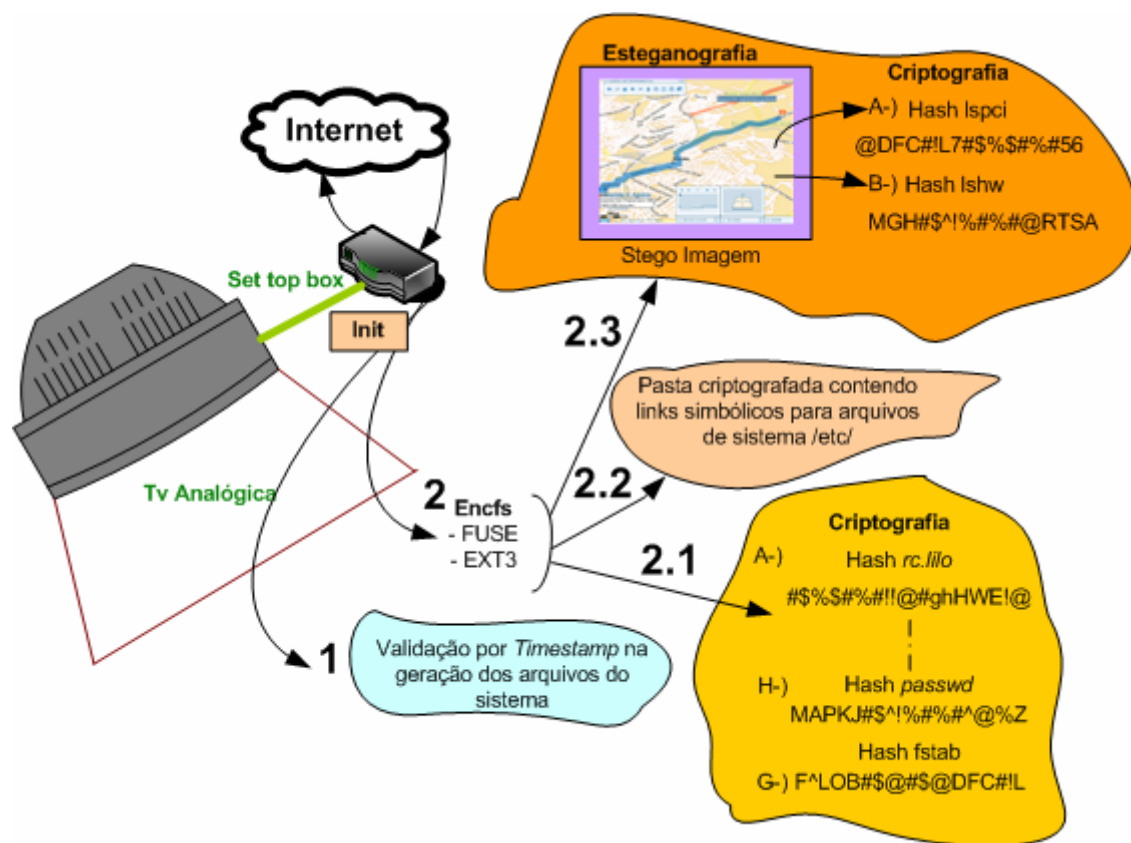 Esteganografia
Criptografia
A-) Hash lspci
@DFC#!L7#$%$#%#56
B-) Hash lshw
MGH#$^!%#%#@RTSA
Stego Imagem
Internet
Set top box
Init
2.3
Pasta criptografada contendo
links simbólicos para arquivos
de sistema /etc/
Tv Analógica
2
Encfs
- FUSE
- EXT3
2.2
2.1
Criptografia
A-) Hash rc.lilo
#$%$#%#!!@#ghHWE!@
H-) Hash passwd
MAPKJ#$^!%#%#^@%Z
Hash fstab
G-) F^LOB#$@#$@DFC#!L
1
Validação por Timestamp na
geração dos arquivos do
sistema